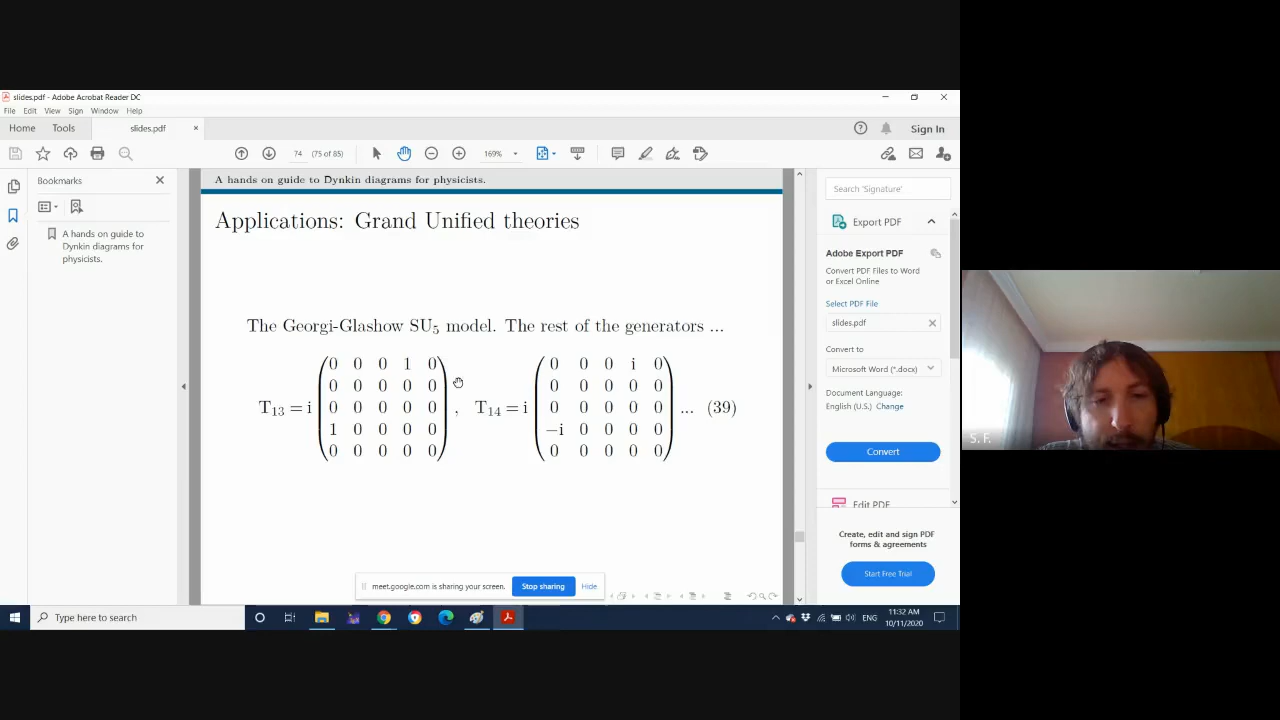 slides.pdf - Adobe Acrobat Reader DC
File Edit View Sign Window Help
Home Tools slides.pdf × Sign In
74 (75 of 85) 169%
Bookmarks
A hands on guide to
Dynkin diagrams for
physicists.
A hands on guide to Dynkin diagrams for physicists.
Applications: Grand Unified theories
The Georgi-Glashow SU₅ model. The rest of the generators ...
T₁₃ = i
0 0 0 1 0
0 0 0 0 0
0 0 0 0 0
1 0 0 0 0
0 0 0 0 0
, T₁₄ = i
0 0 0 i 0
0 0 0 0 0
0 0 0 0 0
−i 0 0 0 0
0 0 0 0 0
... (39)
Search 'Signature'
Export PDF
Adobe Export PDF
Convert PDF Files to Word
or Excel Online
Select PDF File
slides.pdf
Convert to
Microsoft Word (*.docx)
Document Language:
English (U.S.) Change
Convert
Edit PDF
Create, edit and sign PDF
forms & agreements
Start Free Trial
meet.google.com is sharing your screen. Stop sharing Hide
Type here to search
ENG
11:32 AM
10/11/2020
S. F.